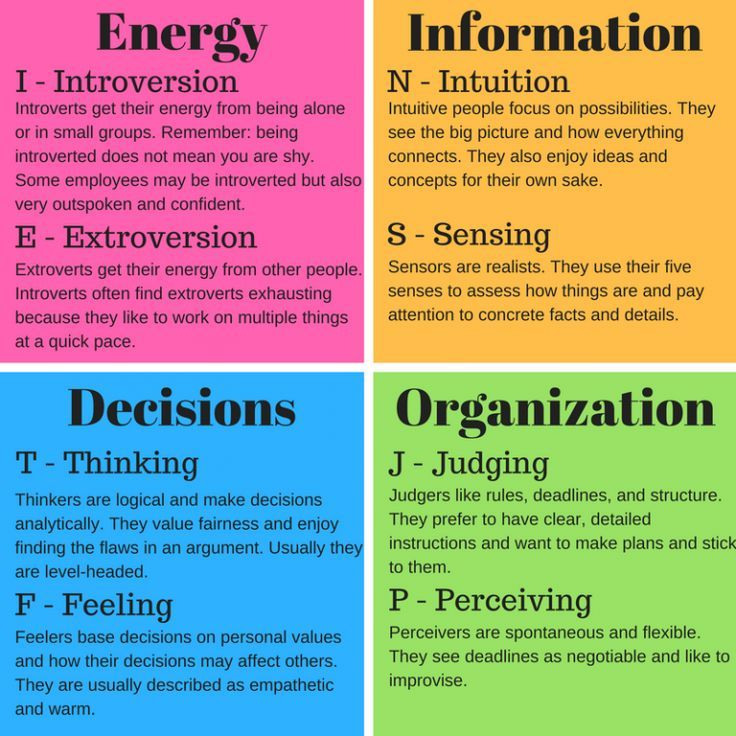 Energy
I - Introversion
Introverts get their energy from being alone
or in small groups. Remember: being
introverted does not mean you are shy.
Some employees may be introverted but also
very outspoken and confident.
E - Extroversion
Extroverts get their energy from other people.
Introverts often find extroverts exhausting
because they like to work on multiple things
at a quick pace.
Information
N - Intuition
Intuitive people focus on possibilities. They
see the big picture and how everything
connects. They also enjoy ideas and
concepts for their own sake.
S - Sensing
Sensors are realists. They use their five
senses to assess how things are and pay
attention to concrete facts and details.
Decisions
T - Thinking
Thinkers are logical and make decisions
analytically. They value fairness and enjoy
finding the flaws in an argument. Usually they
are level-headed.
F - Feeling
Feelers base decisions on personal values
and how their decisions may affect others.
They are usually described as empathetic
and warm.
Organization
J - Judging
Judgers like rules, deadlines, and structure.
They prefer to have clear, detailed
instructions and want to make plans and stick
to them.
P - Perceiving
Perceivers are spontaneous and flexible.
They see deadlines as negotiable and like to
improvise.